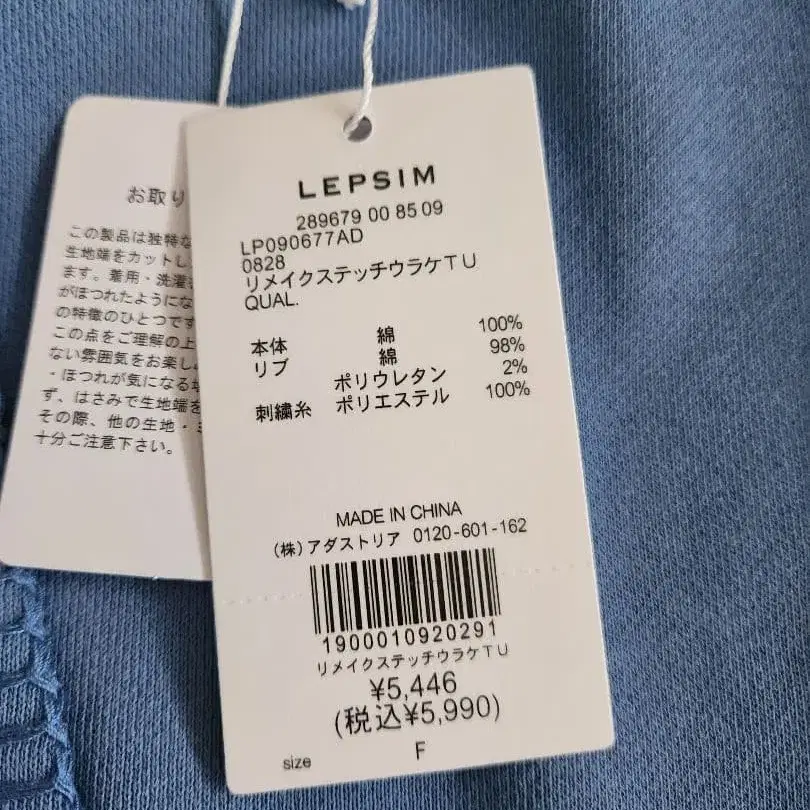 お取り
この製品は独特な
生地端をカットし
ます。着用・洗濯
がほつれたようにな
の特徴のひとつです
この点をご理解の上
ない雰囲気をお楽し
・ほつれが気になる
ず、はさみで生地端を
その際、他の生地・
十分ご注意下さい。
LEPSIM
289679 00 85 09
LP090677AD
0828
リメイクステッチウラケTU
QUAL.
本体 綿 100%
リブ 綿 98%
ポリウレタン 2%
刺繍糸 ポリエステル 100%
MADE IN CHINA
(株)アダストリア 0120-601-162
1900010920291
リメイクステッチウラケTU
¥5,446
(税込¥5,990)
size F